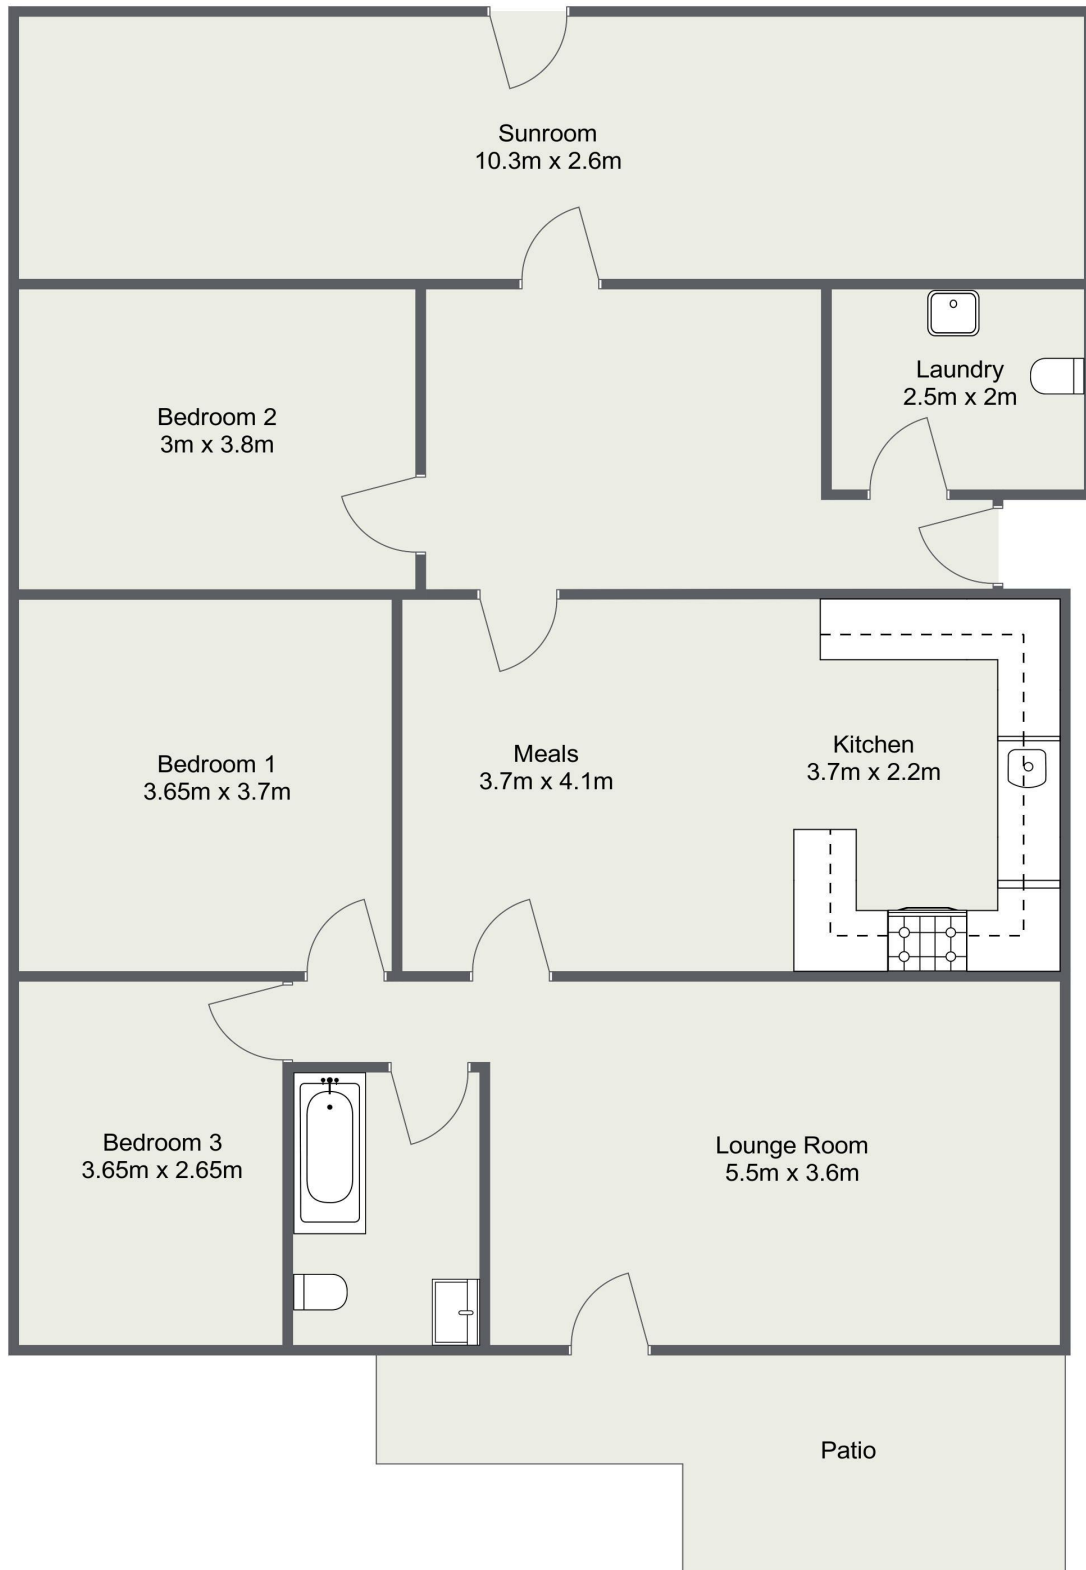 Sunroom
10.3m x 2.6m
Laundry
2.5m x 2m
Bedroom 2
3m x 3.8m
Bedroom 1
3.65m x 3.7m
Meals
3.7m x 4.1m
Kitchen
3.7m x 2.2m
Bedroom 3
3.65m x 2.65m
Lounge Room
5.5m x 3.6m
Patio